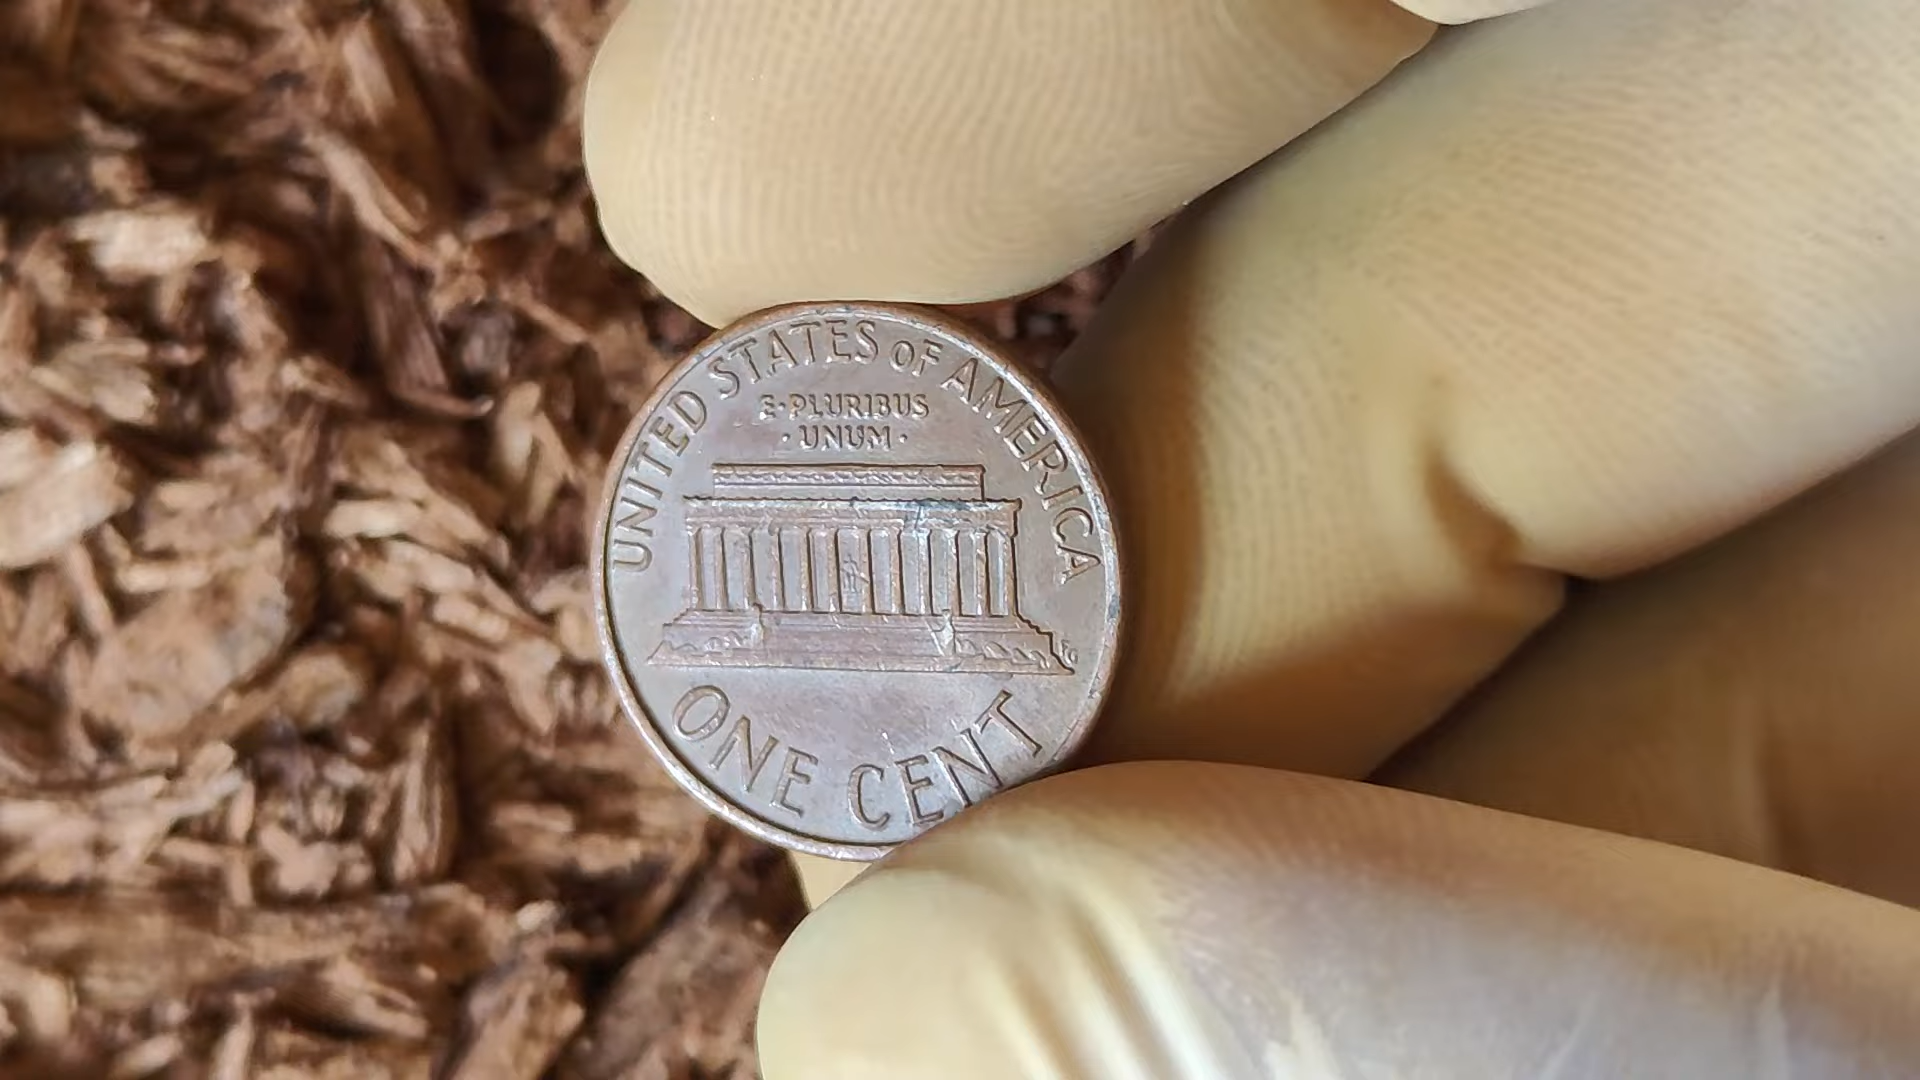 UNITED STATES OF AMERICA
E·PLURIBUS
·UNUM·
ONE CENT